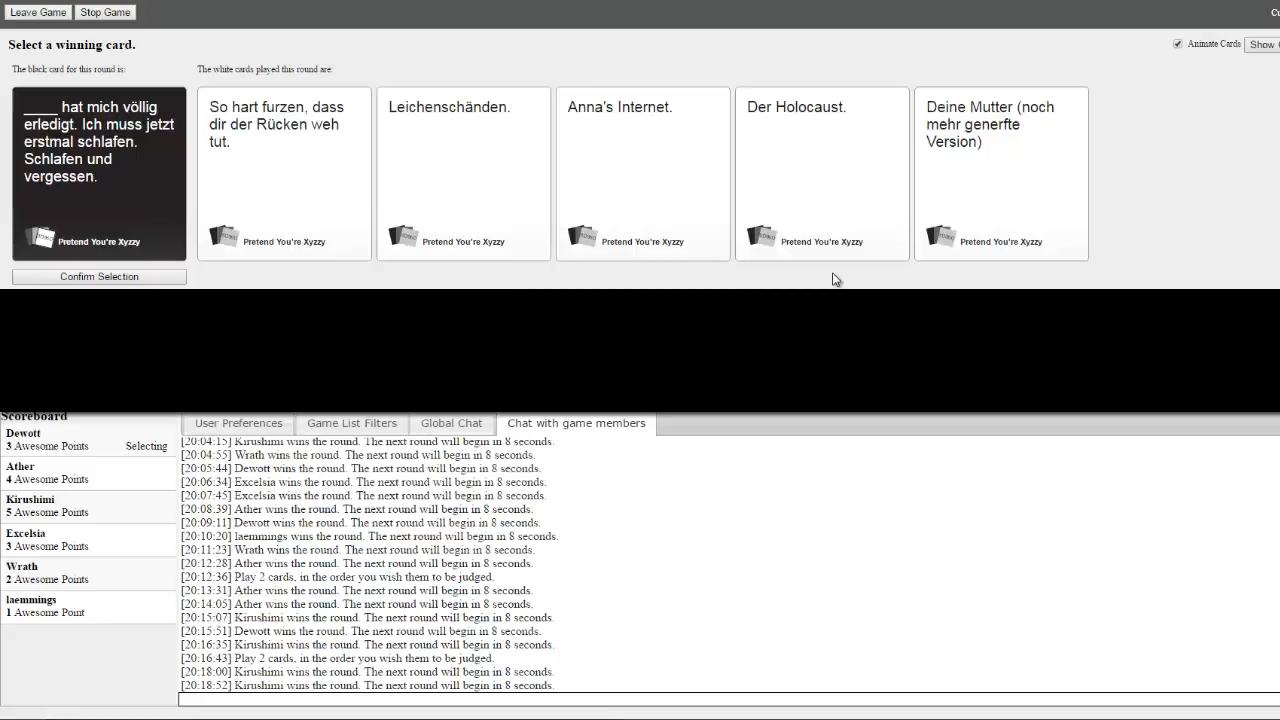 Leave Game Stop Game
Select a winning card.
Animate Cards Show
The black card for this round is:
The white cards played this round are:
____ hat mich völlig
erledigt. Ich muss jetzt
erstmal schlafen.
Schlafen und
vergessen.
Pretend You're Xyzzy
So hart furzen, dass
dir der Rücken weh
tut.
Pretend You're Xyzzy
Leichenschänden.
Pretend You're Xyzzy
Anna's Internet.
Pretend You're Xyzzy
Der Holocaust.
Pretend You're Xyzzy
Deine Mutter (noch
mehr generfte
Version)
Pretend You're Xyzzy
Confirm Selection
Scoreboard
Dewott
3 Awesome Points Selecting
Ather
4 Awesome Points
Kirushimi
5 Awesome Points
Excelsia
3 Awesome Points
Wrath
2 Awesome Points
laemmings
1 Awesome Point
User Preferences Game List Filters Global Chat Chat with game members
[20:04:15] Kirushimi wins the round. The next round will begin in 8 seconds.
[20:04:55] Wrath wins the round. The next round will begin in 8 seconds.
[20:05:44] Dewott wins the round. The next round will begin in 8 seconds.
[20:06:34] Excelsia wins the round. The next round will begin in 8 seconds.
[20:07:45] Excelsia wins the round. The next round will begin in 8 seconds.
[20:08:39] Ather wins the round. The next round will begin in 8 seconds.
[20:09:11] Dewott wins the round. The next round will begin in 8 seconds.
[20:10:20] laemmings wins the round. The next round will begin in 8 seconds.
[20:11:23] Wrath wins the round. The next round will begin in 8 seconds.
[20:12:28] Ather wins the round. The next round will begin in 8 seconds.
[20:12:36] Play 2 cards, in the order you wish them to be judged.
[20:13:31] Ather wins the round. The next round will begin in 8 seconds.
[20:14:05] Ather wins the round. The next round will begin in 8 seconds.
[20:15:07] Kirushimi wins the round. The next round will begin in 8 seconds.
[20:15:51] Dewott wins the round. The next round will begin in 8 seconds.
[20:16:35] Kirushimi wins the round. The next round will begin in 8 seconds.
[20:16:43] Play 2 cards, in the order you wish them to be judged.
[20:18:00] Kirushimi wins the round. The next round will begin in 8 seconds.
[20:18:52] Kirushimi wins the round. The next round will begin in 8 seconds.